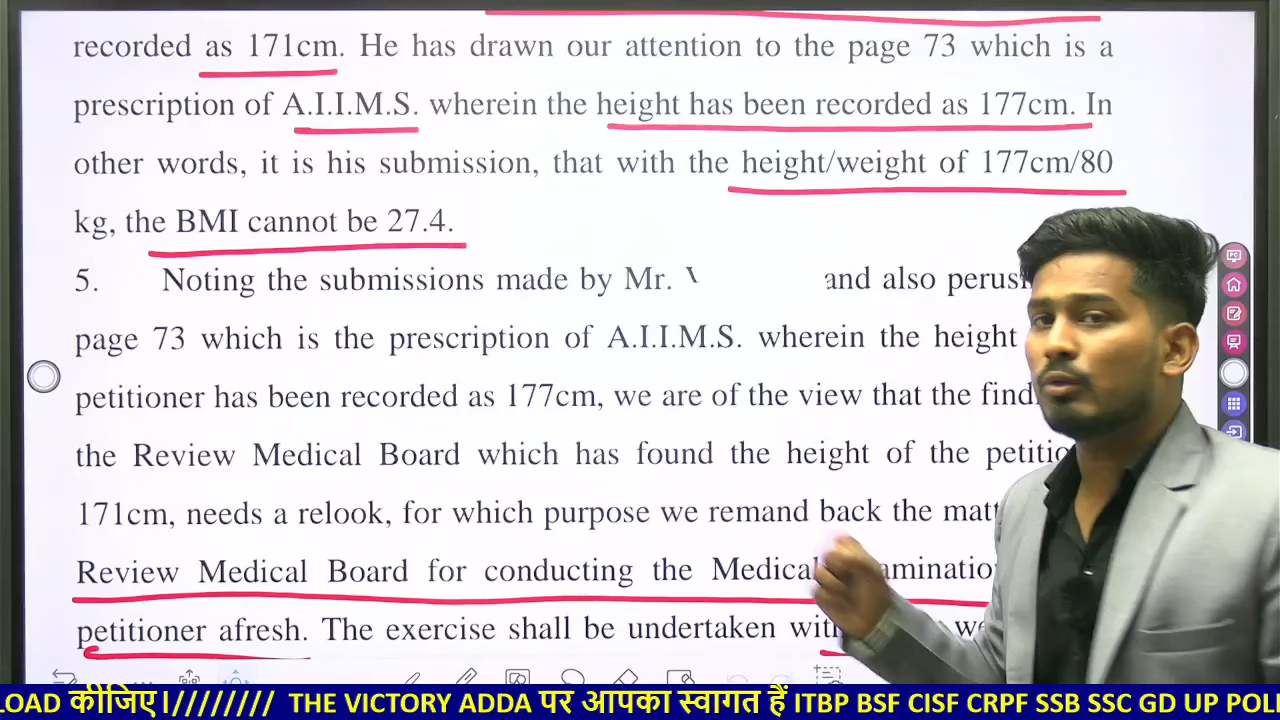 recorded as 171cm. He has drawn our attention to the page 73 which is a
prescription of A.I.I.M.S. wherein the height has been recorded as 177cm. In
other words, it is his submission, that with the height/weight of 177cm/80
kg, the BMI cannot be 27.4.
5. Noting the submissions made by Mr. and also
page 73 which is the prescription of A.I.I.M.S. wherein the height
petitioner has been recorded as 177cm, we are of the view that the
the Review Medical Board which has found the height of the
171cm, needs a relook, for which purpose we remand back the
Review Medical Board for conducting the Medical
petitioner afresh. The exercise shall be undertaken
LOAD कीजिए।//////// THE VICTORY ADDA पर आपका स्वागत हैं ITBP BSF CISF CRPF SSB SSC GD UP